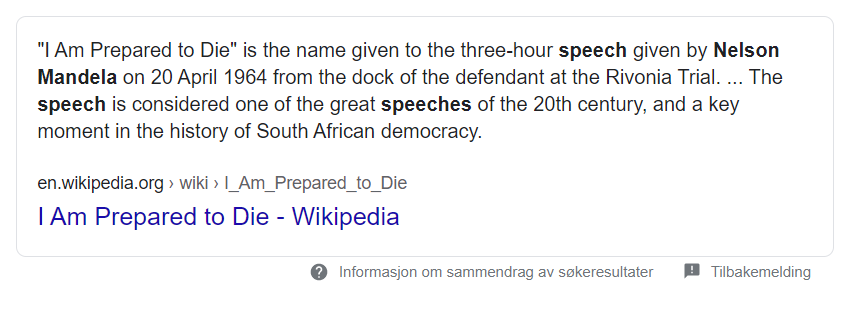 "I Am Prepared to Die" is the name given to the three-hour speech given by Nelson
Mandela on 20 April 1964 from the dock of the defendant at the Rivonia Trial. ... The
speech is considered one of the great speeches of the 20th century, and a key
moment in the history of South African democracy.
en.wikipedia.org › wiki › I_Am_Prepared_to_Die
I Am Prepared to Die - Wikipedia
Informasjon om sammendrag av søkeresultater Tilbakemelding